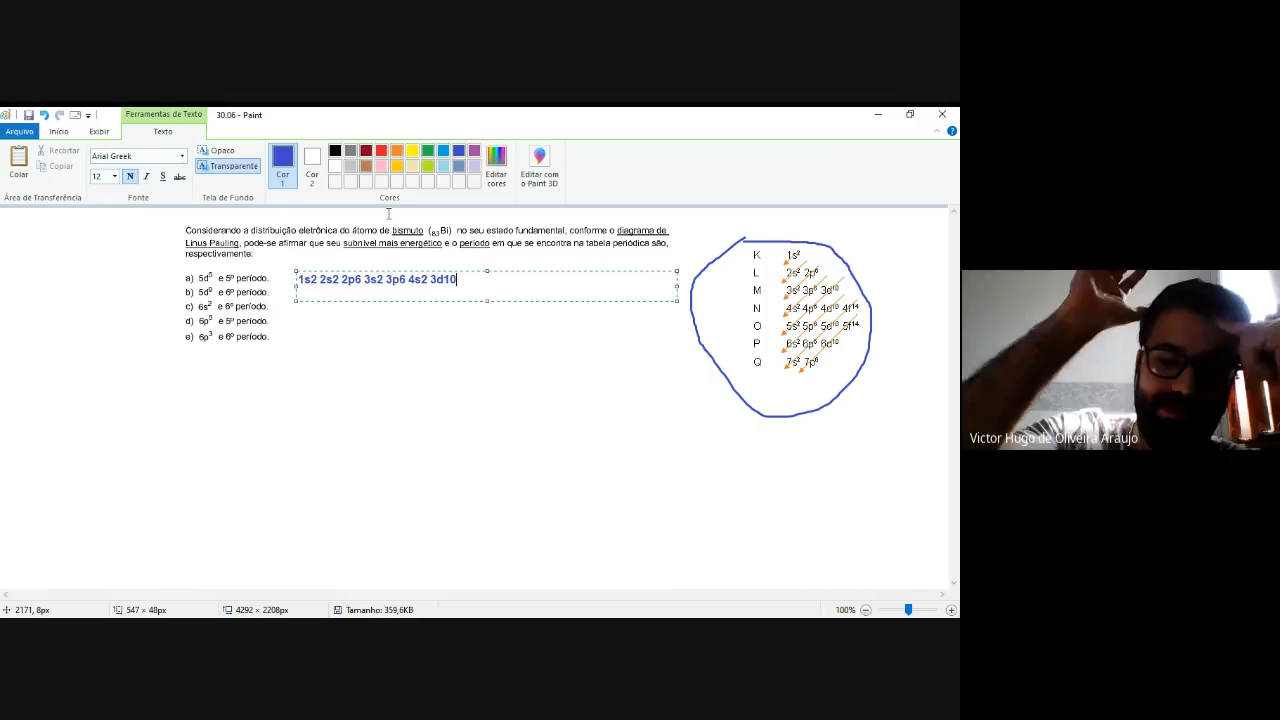 Ferramentas de Texto
30.06 - Paint
Arquivo Início Exibir Texto
Colar
Recortar
Copiar
Área de Transferência
Arial Greek
12 N I S abc
Fonte
Opaco
Transparente
Tela de Fundo
Cor 1
Cor 2
Cores
Editar cores
Editar com o Paint 3D
Considerando a distribuição eletrônica do átomo de bismuto (₈₃Bi) no seu estado fundamental, conforme o diagrama de
Linus Pauling, pode-se afirmar que seu subnível mais energético e o período em que se encontra na tabela periódica são,
respectivamente:
a) 5d⁵ e 5º período.
b) 5d⁹ e 6º período.
c) 6s² e 6º período.
d) 6p⁵ e 5º período.
e) 6p³ e 6º período.
1s2 2s2 2p6 3s2 3p6 4s2 3d10
K 1s²
L 2s² 2p⁶
M 3s² 3p⁶ 3d¹⁰
N 4s² 4p⁶ 4d¹⁰ 4f¹⁴
O 5s² 5p⁶ 5d¹⁰ 5f¹⁴
P 6s² 6p⁶ 6d¹⁰
Q 7s² 7p⁶
Victor Hugo de Oliveira Araujo
2171, 8px 547 × 48px 4292 × 2208px Tamanho: 359,6KB 100%